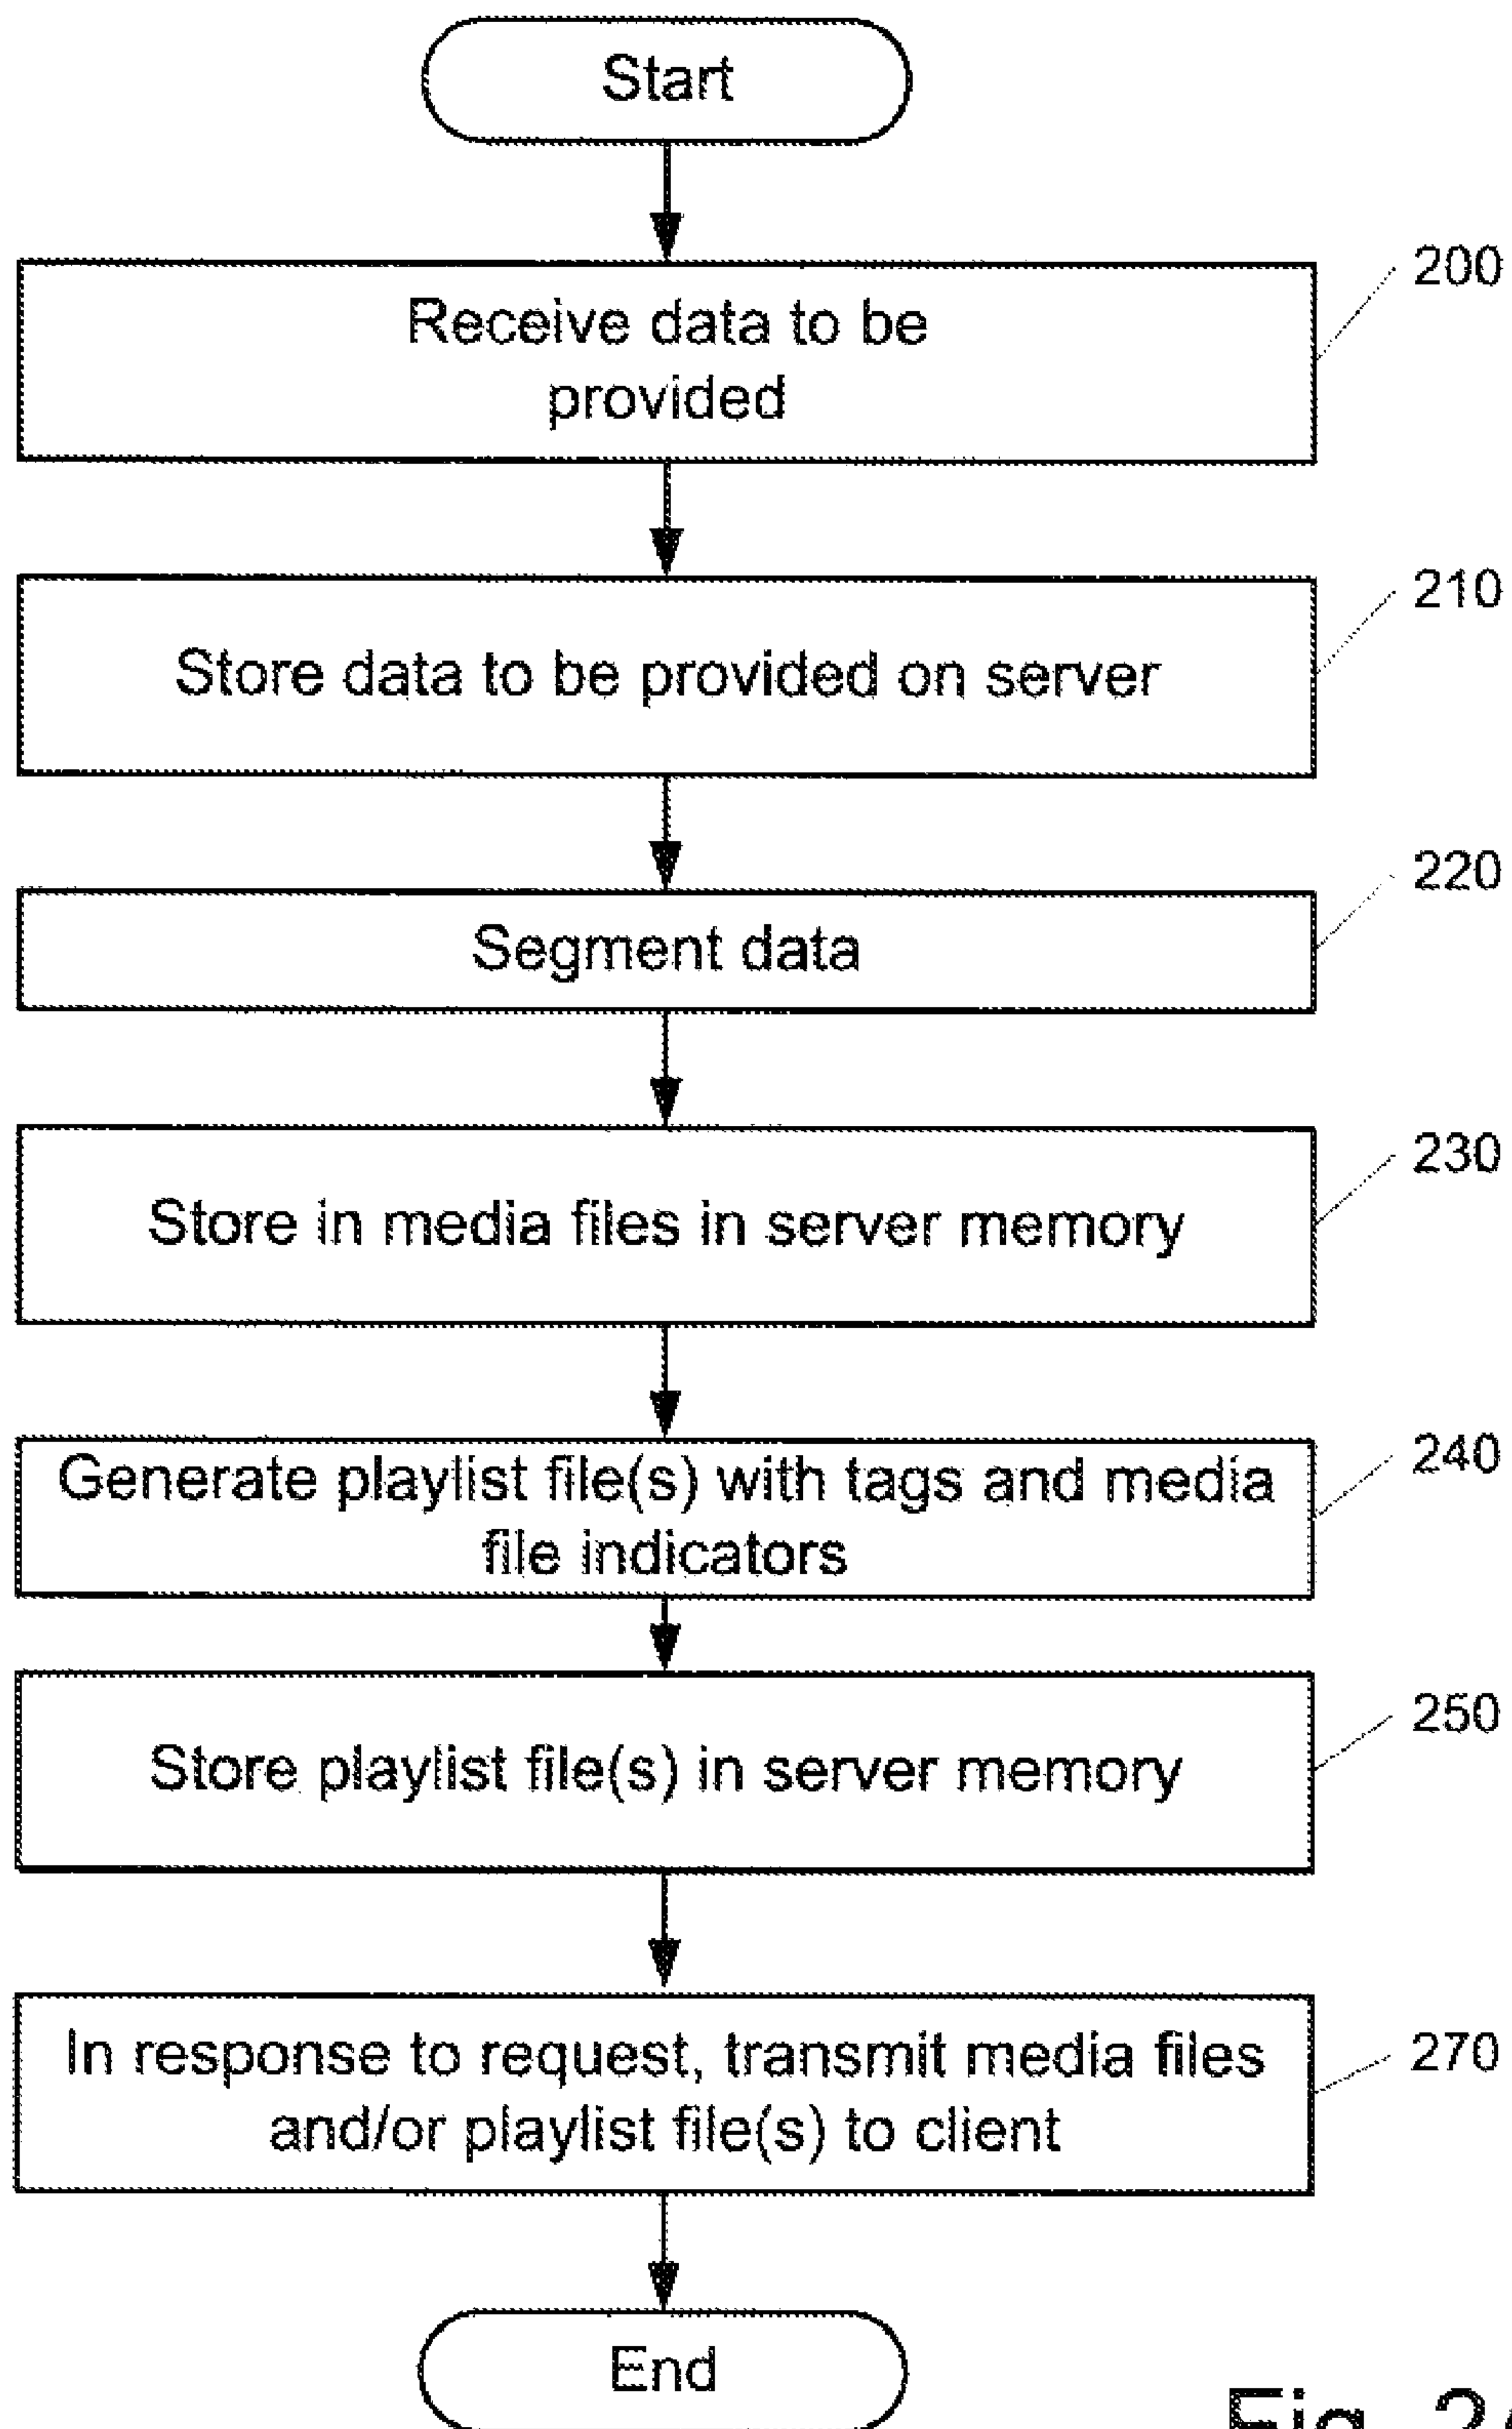 Start
200
Receive data to be
provided
210
Store data to be provided on server
220
Segment data
230
Store in media files in server memory
240
Generate playlist file(s) with tags and media
file indicators
250
Store playlist file(s) in server memory
270
In response to request, transmit media files
and/or playlist file(s) to client
End
Fig.